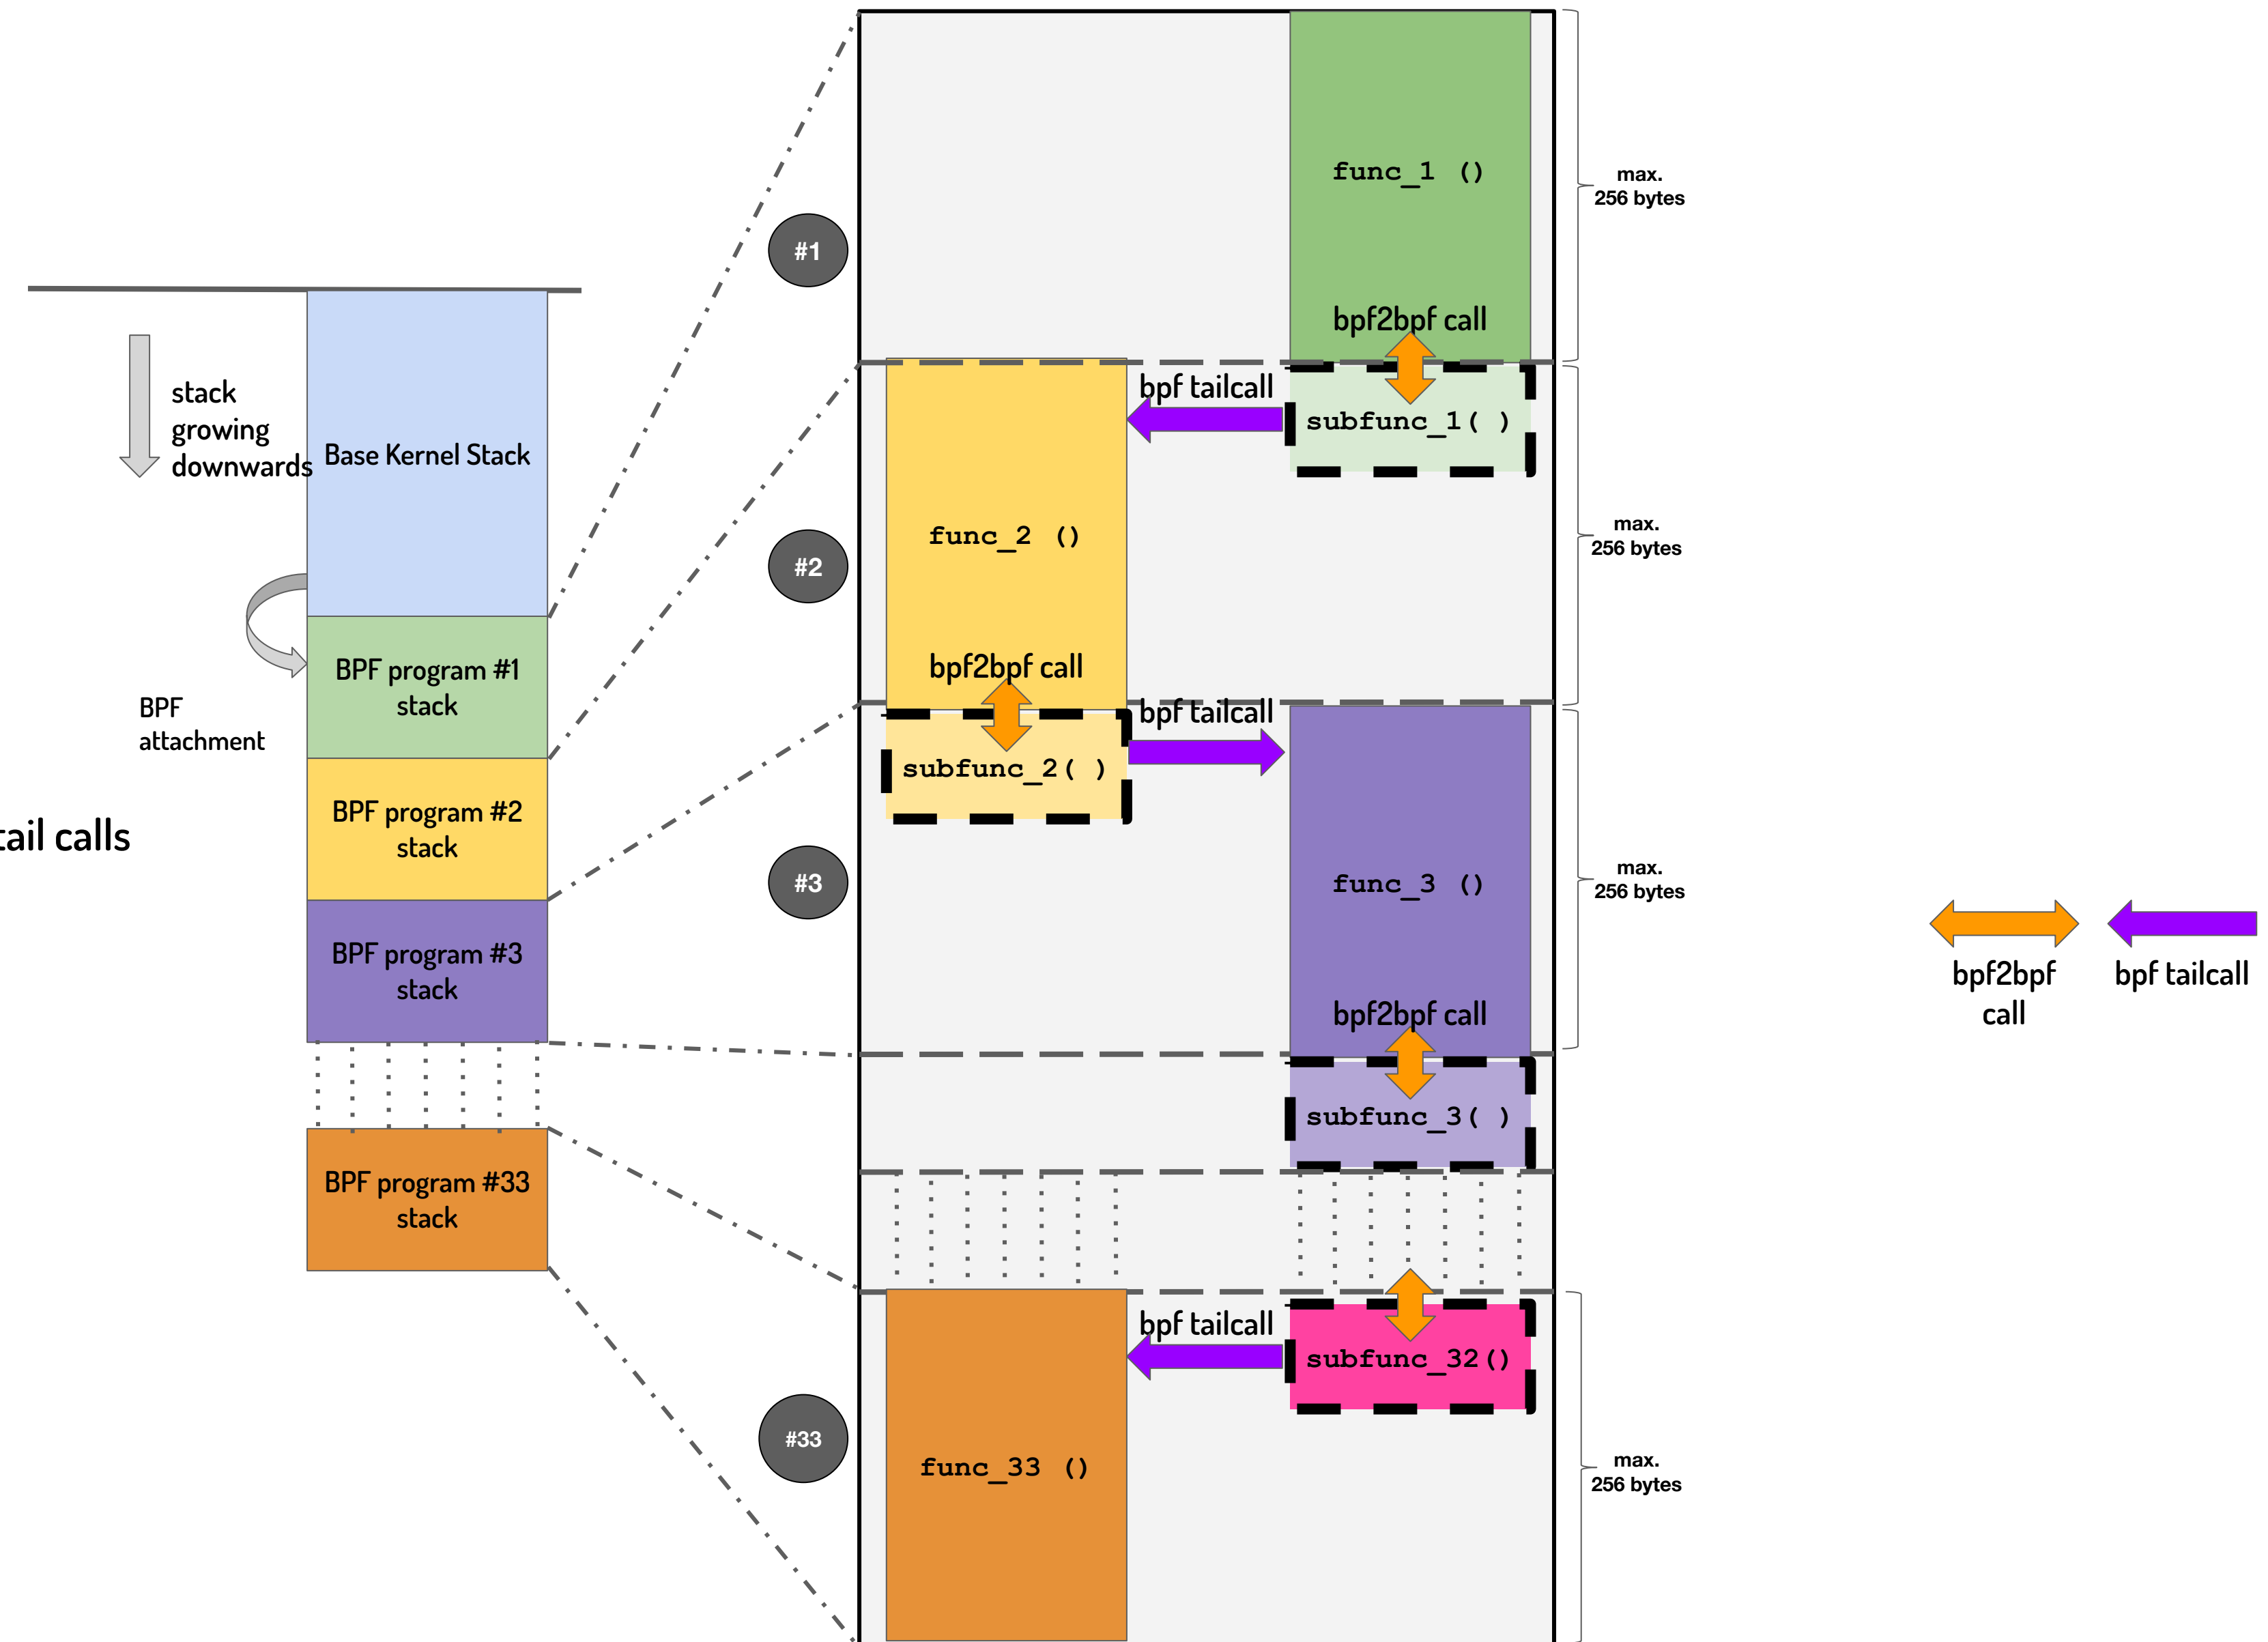 stack
growing
downwards
Base Kernel Stack
BPF program #1
stack
BPF
attachment
BPF program #2
stack
tail calls
BPF program #3
stack
BPF program #33
stack
#1
func_1 ()
bpf2bpf call
max.
256 bytes
bpf tailcall
subfunc_1( )
#2
func_2 ()
max.
256 bytes
bpf2bpf call
bpf tailcall
subfunc_2( )
#3
func_3 ()
max.
256 bytes
bpf2bpf call
subfunc_3( )
bpf tailcall
subfunc_32()
#33
func_33 ()
max.
256 bytes
bpf2bpf
call
bpf tailcall